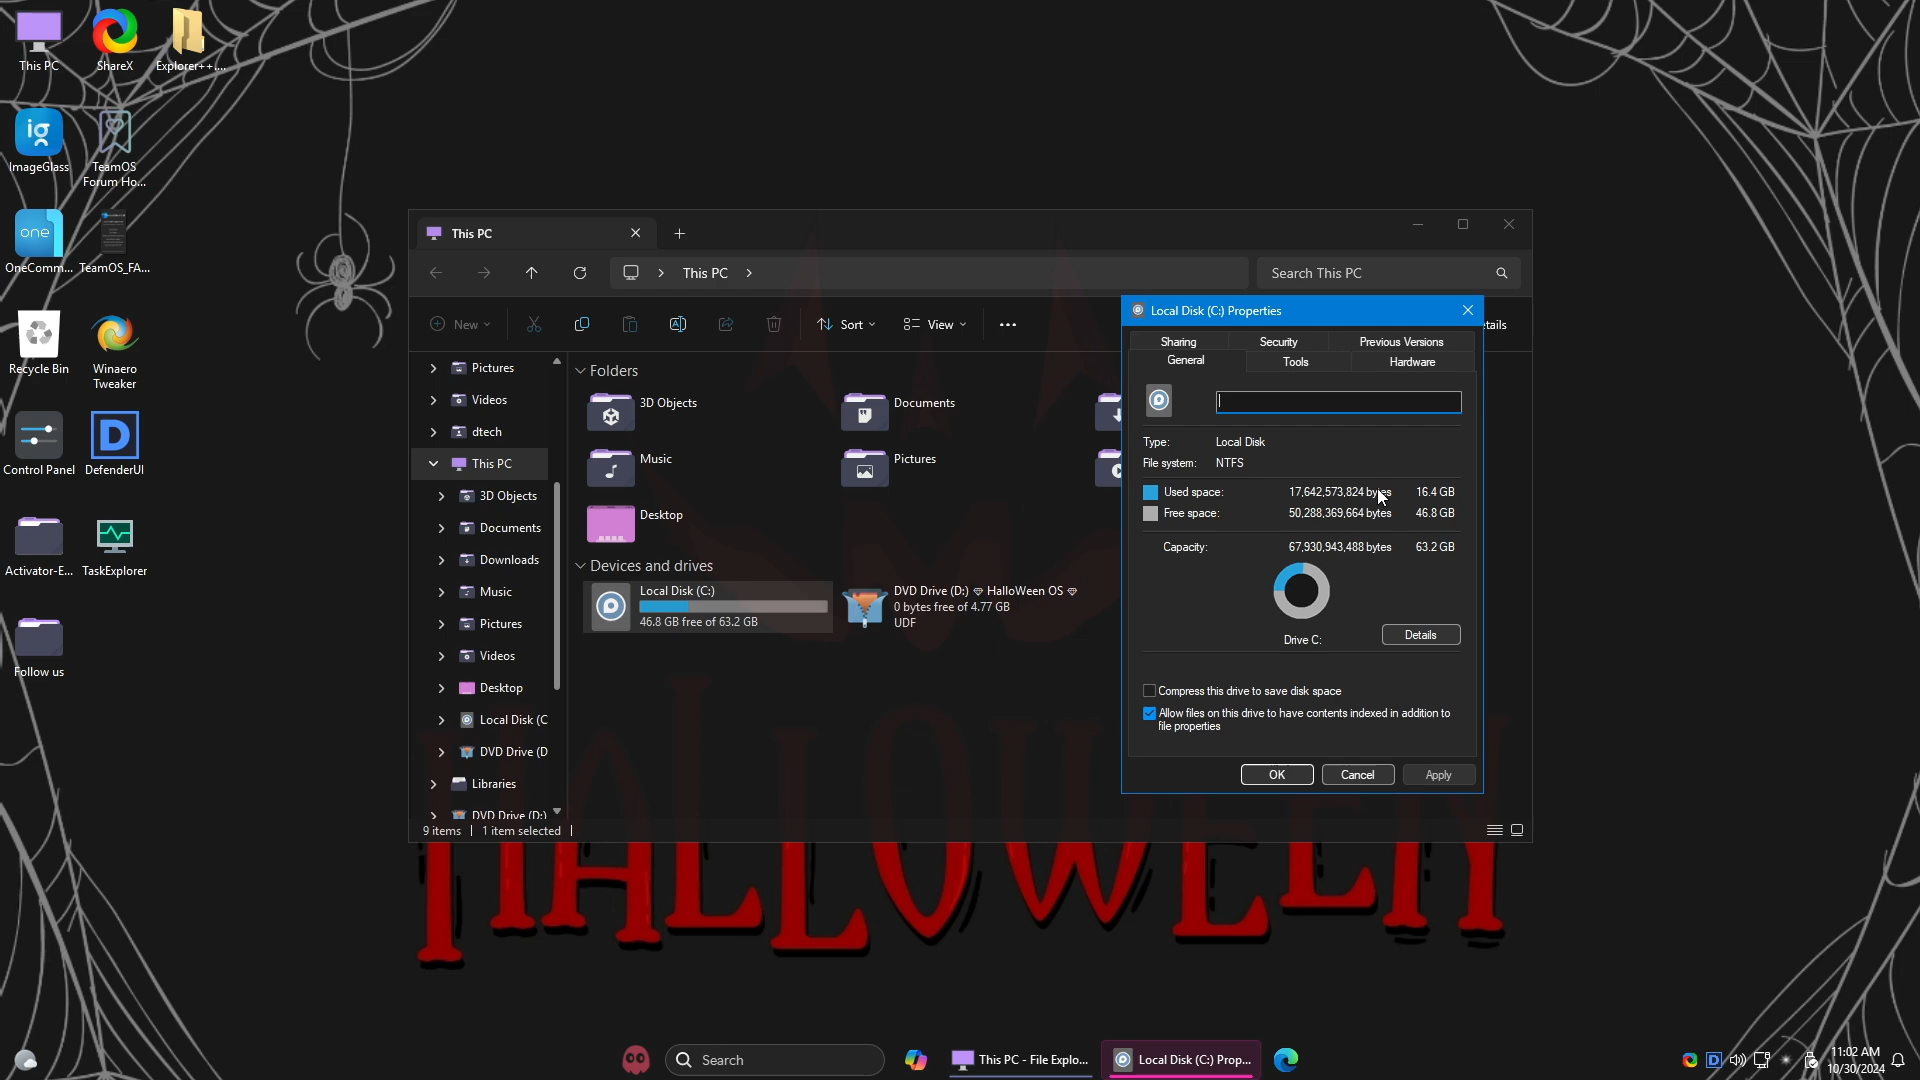 This PC
ShareX
Explorer++....
ImageGlass
TeamOS
Forum Ho...
one
OneComm...
TeamOS_FA...
Recycle Bin
Winaero
Tweaker
Control Panel
DefenderUI
Activator-E...
TaskExplorer
Follow us
This PC
This PC
Search This PC
New
Sort
View
etails
Pictures
Videos
dtech
This PC
3D Objects
Documents
Downloads
Music
Pictures
Videos
Desktop
Local Disk (C
DVD Drive (D
Libraries
DVD Drive (D:)
Folders
3D Objects
Documents
Music
Pictures
Desktop
Devices and drives
Local Disk (C:)
46.8 GB free of 63.2 GB
DVD Drive (D:) 💎 HalloWeen OS 💎
0 bytes free of 4.77 GB
UDF
9 items
1 item selected
Local Disk (C:) Properties
Sharing
Security
Previous Versions
General
Tools
Hardware
Type: Local Disk
File system: NTFS
Used space: 17,642,573,824 bytes 16.4 GB
Free space: 50,288,369,664 bytes 46.8 GB
Capacity: 67,930,943,488 bytes 63.2 GB
Drive C:
Details
Compress this drive to save disk space
Allow files on this drive to have contents indexed in addition to
file properties
OK
Cancel
Apply
HALLOWEEN
Search
This PC - File Explo...
Local Disk (C:) Prop...
11:02 AM
10/30/2024